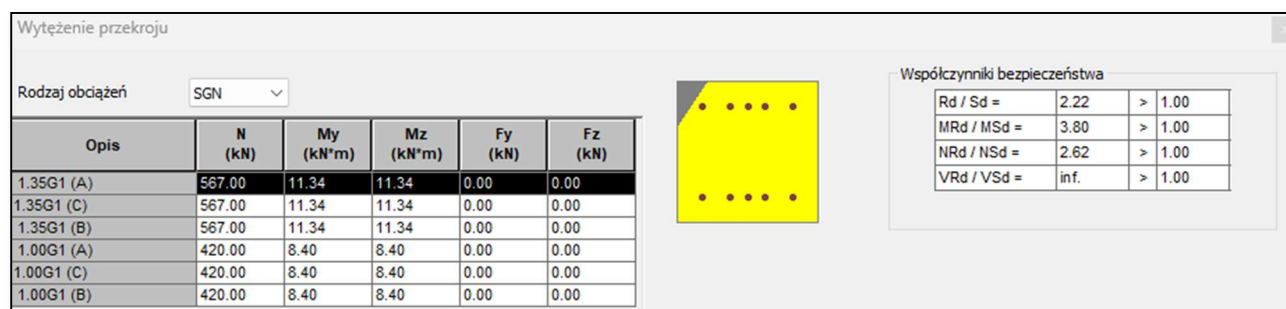 Wytężenie przekroju
Rodzaj obciążeń SGN
Opis N (kN) My (kN*m) Mz (kN*m) Fy (kN) Fz (kN)
1.35G1 (A) 567.00 11.34 11.34 0.00 0.00
1.35G1 (C) 567.00 11.34 11.34 0.00 0.00
1.35G1 (B) 567.00 11.34 11.34 0.00 0.00
1.00G1 (A) 420.00 8.40 8.40 0.00 0.00
1.00G1 (C) 420.00 8.40 8.40 0.00 0.00
1.00G1 (B) 420.00 8.40 8.40 0.00 0.00
Współczynniki bezpieczeństwa
Rd / Sd = 2.22 > 1.00
MRd / MSd = 3.80 > 1.00
NRd / NSd = 2.62 > 1.00
VRd / VSd = inf. > 1.00